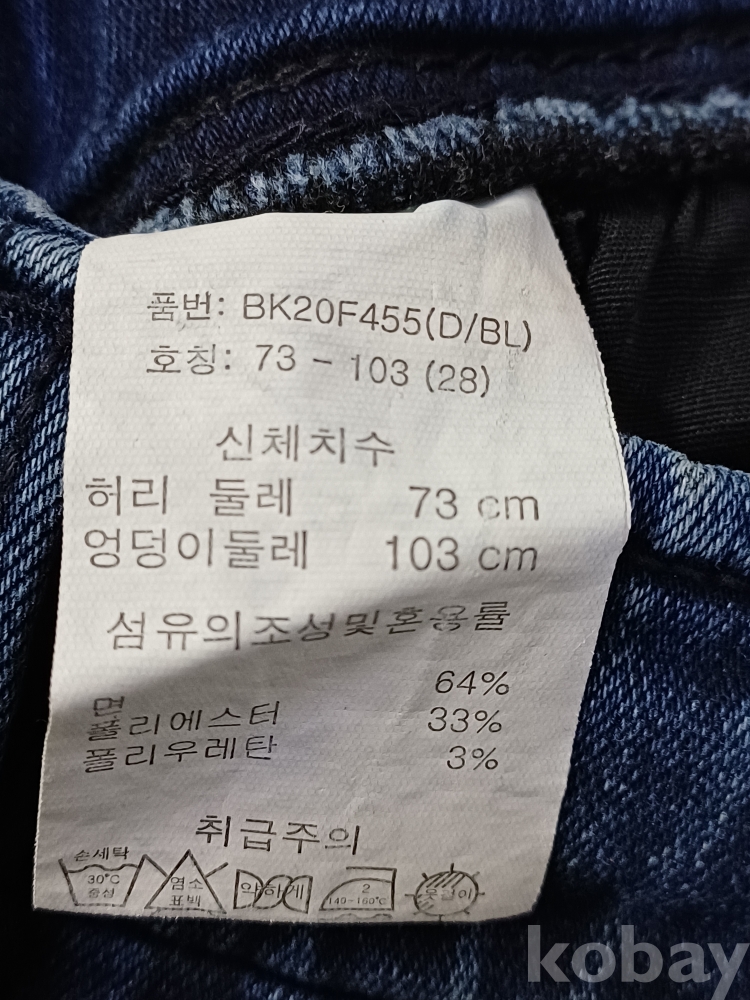 품번: BK20F455(D/BL)
호칭: 73 - 103 (28)
신체치수
허리 둘레 73 cm
엉덩이둘레 103 cm
섬유의조성및혼용률
면 64%
폴리에스터 33%
폴리우레탄 3%
취급주의
손세탁
30°C
중성
염소
표백
약하게
2
140-160°C
옷걸이
kobay